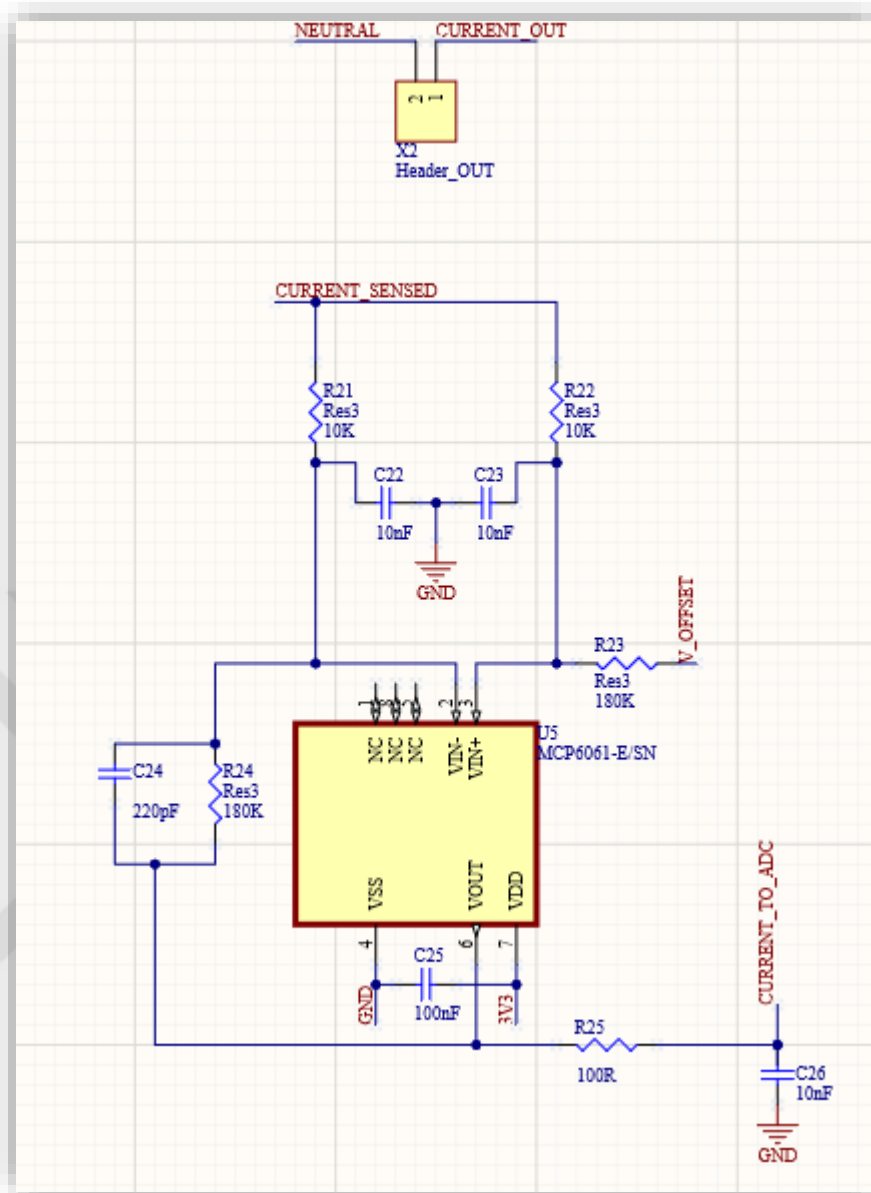 NEUTRAL
CURRENT_OUT
2
1
X2
Header_OUT
CURRENT_SENSED
R21
Res3
10K
R22
Res3
10K
C22
C23
10nF
10nF
GND
V_OFFSET
R23
Res3
180K
1
8
5
2
3
U5
MCP6061-E/SN
NC
NC
NC
VIN-
VIN+
C24
220pF
R24
Res3
180K
VSS
VOUT
VDD
4
6
7
C25
100nF
GND
3V3
CURRENT_TO_ADC
R25
100R
C26
10nF
GND